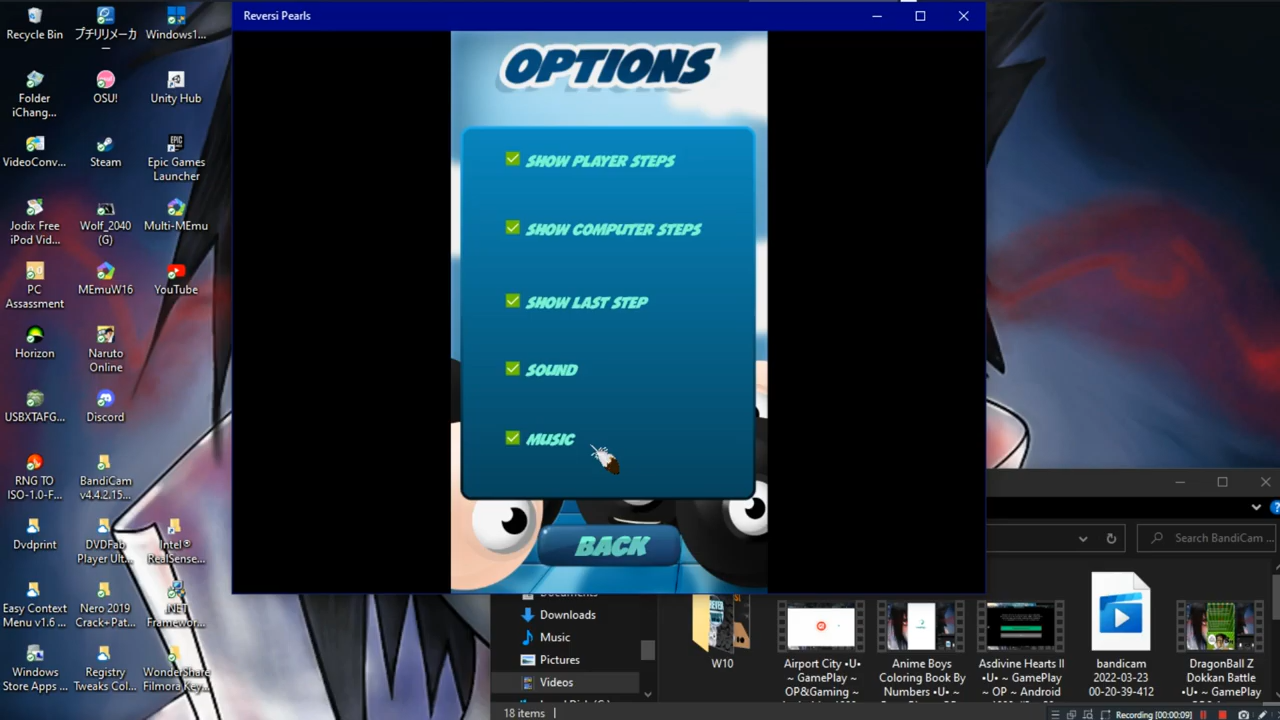 Reversi Pearls
OPTIONS
SHOW PLAYER STEPS
SHOW COMPUTER STEPS
SHOW LAST STEP
SOUND
MUSIC
BACK
Recycle Bin
プチリメーカ
ー
Windows1...
Folder
iChang...
OSU!
Unity Hub
VideoConv...
Steam
Epic Games
Launcher
Jodix Free
iPod Vid...
Wolf_2040
(G)
Multi-MEmu
PC
Assassment
MEmuW16
YouTube
Horizon
Naruto
Online
USBXTAFG...
Discord
RNG TO
ISO-1.0-F...
BandiCam
v4.4.2.15...
Dvdprint
DVDFab
Player Ult...
Intel®
RealSense...
Easy Context
Menu v1.6 ...
Nero 2019
Crack+Pat...
.NET
Framewor...
Windows
Store Apps ...
Registry
Tweaks Col...
WonderShare
Filmora Key...
Search BandiCam ...
Documents
Downloads
Music
Pictures
Videos
W10
Airport City •U•
~ GamePlay ~
OP&Gaming ~
Anime Boys
Coloring Book By
Numbers •U• ~
Asdivine Hearts II
•U• ~ GamePlay
~ OP ~ Android
bandicam
2022-03-23
00-20-39-412
DragonBall Z
Dokkan Battle
•U• ~ GamePlay
18 items
Recording [00:00:09]